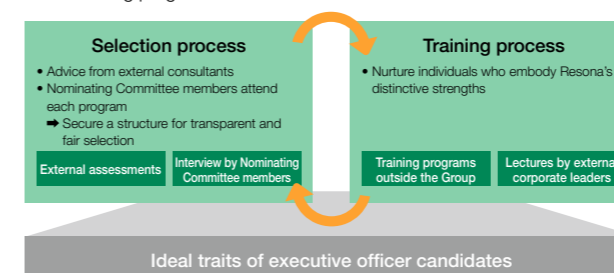 Selection process
• Advice from external consultants
• Nominating Committee members attend
each program
➡ Secure a structure for transparent and
fair selection
External assessments
Interview by Nominating
Committee members
Training process
• Nurture individuals who embody Resona's
distinctive strengths
Training programs
outside the Group
Lectures by external
corporate leaders
Ideal traits of executive officer candidates